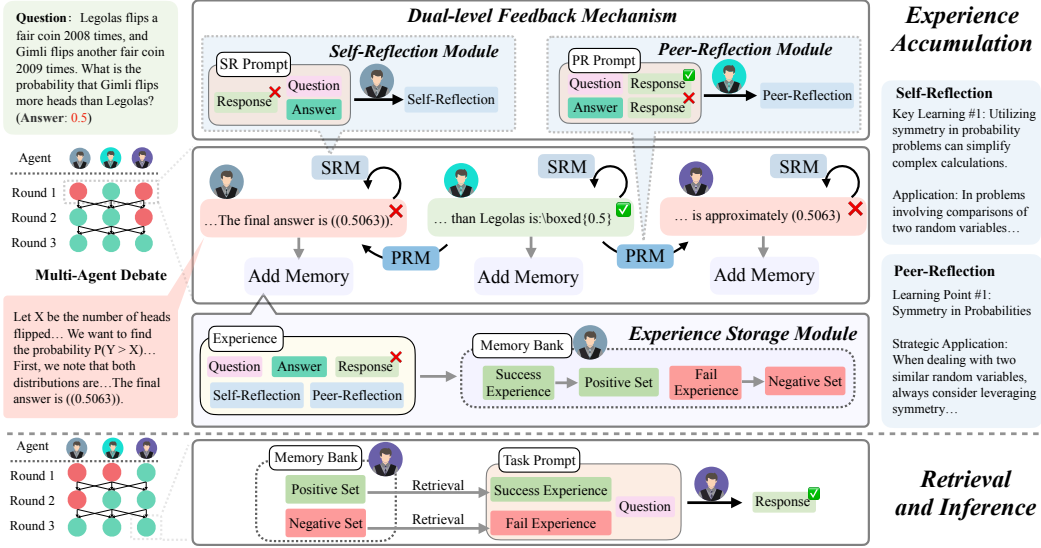 Question: Legolas flips a
fair coin 2008 times, and
Gimli flips another fair coin
2009 times. What is the
probability that Gimli flips
more heads than Legolas?
(Answer: 0.5)
Agent
Round 1
Round 2
Round 3
Multi-Agent Debate
Let X be the number of heads
flipped… We want to find
the probability P(Y > X)…
First, we note that both
distributions are…The final
answer is ((0.5063)).
Dual-level Feedback Mechanism
Self-Reflection Module
SR Prompt
Question
Response
Answer
Self-Reflection
Peer-Reflection Module
PR Prompt
Question
Response
Answer
Response
Peer-Reflection
SRM
SRM
SRM
…The final answer is ((0.5063)).
… than Legolas is:\boxed{0.5}
… is approximately (0.5063)
PRM
PRM
Add Memory
Add Memory
Add Memory
Experience Storage Module
Experience
Question
Answer
Response
Self-Reflection
Peer-Reflection
Memory Bank
Success
Experience
Positive Set
Fail
Experience
Negative Set
Experience
Accumulation
Self-Reflection
Key Learning #1: Utilizing
symmetry in probability
problems can simplify
complex calculations.
Application: In problems
involving comparisons of
two random variables…
Peer-Reflection
Learning Point #1:
Symmetry in Probabilities
Strategic Application:
When dealing with two
similar random variables,
always consider leveraging
symmetry…
Agent
Round 1
Round 2
Round 3
Memory Bank
Positive Set
Negative Set
Retrieval
Retrieval
Task Prompt
Success Experience
Fail Experience
Question
Response
Retrieval
and Inference